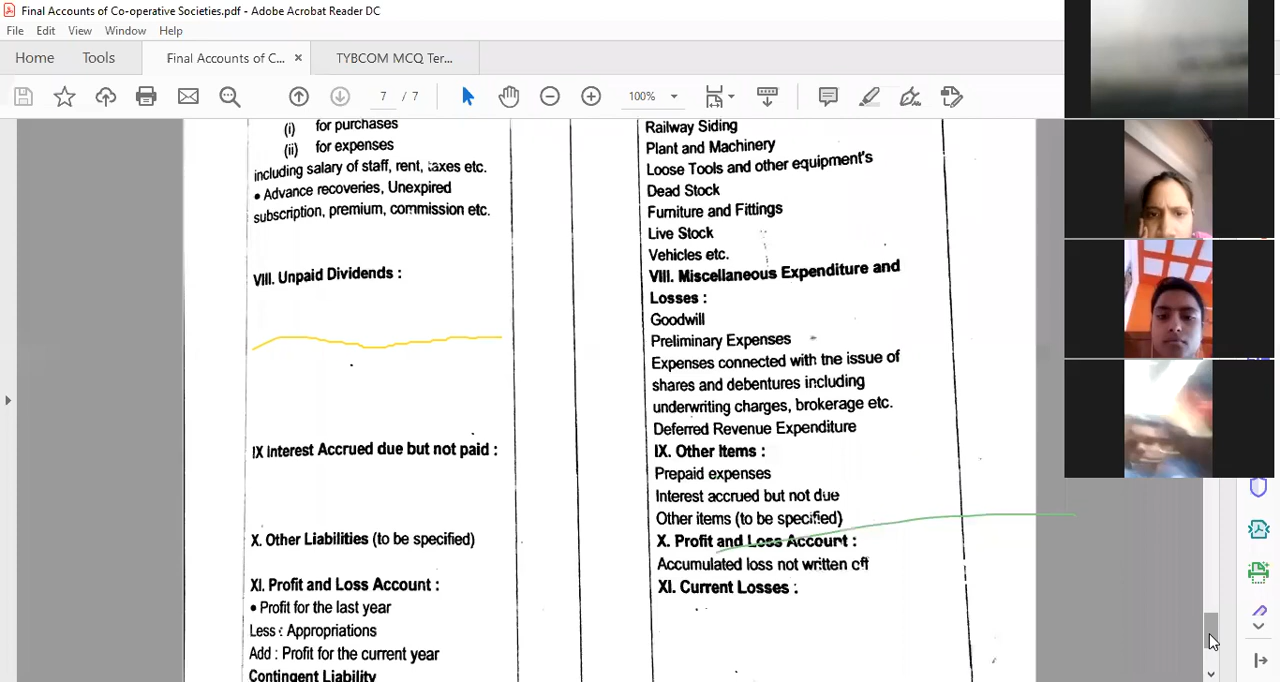 Final Accounts of Co-operative Societies.pdf - Adobe Acrobat Reader DC
File Edit View Window Help
Home Tools Final Accounts of C... × TYBCOM MCQ Ter...
7 / 7 100%
(i) for purchases
(ii) for expenses
including salary of staff, rent, taxes etc.
• Advance recoveries, Unexpired
subscription, premium, commission etc.
VIII. Unpaid Dividends :
IX Interest Accrued due but not paid :
X. Other Liabilities (to be specified)
XI. Profit and Loss Account :
• Profit for the last year
Less : Appropriations
Add : Profit for the current year
Contingent Liability
Railway Siding
Plant and Machinery
Loose Tools and other equipment's
Dead Stock
Furniture and Fittings
Live Stock
Vehicles etc.
VIII. Miscellaneous Expenditure and
Losses :
Goodwill
Preliminary Expenses
Expenses connected with the issue of
shares and debentures including
underwriting charges, brokerage etc.
Deferred Revenue Expenditure
IX. Other Items :
Prepaid expenses
Interest accrued but not due
Other items (to be specified)
X. Profit and Loss Account :
Accumulated loss not written off
XI. Current Losses :